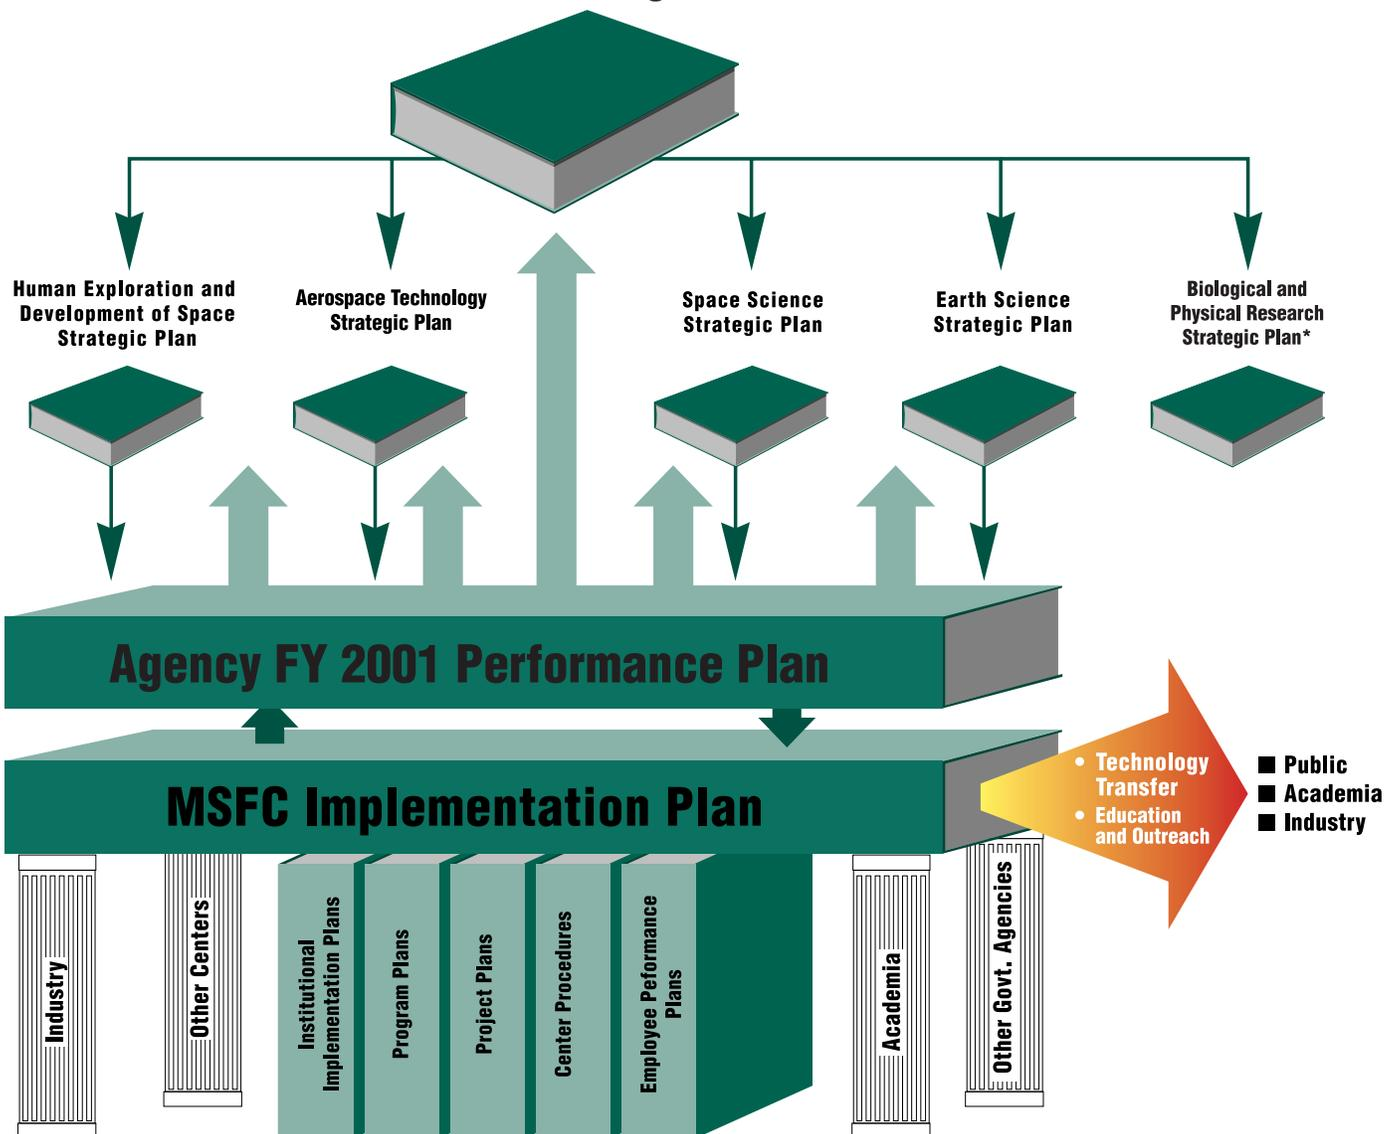 Human Exploration and
Development of Space
Strategic Plan
Aerospace Technology
Strategic Plan
Space Science
Strategic Plan
Earth Science
Strategic Plan
Biological and
Physical Research
Strategic Plan*
Agency FY 2001 Performance Plan
MSFC Implementation Plan
• Technology
Transfer
• Education
and Outreach
■ Public
■ Academia
■ Industry
Industry
Other Centers
Institutional
Implementation Plans
Program Plans
Project Plans
Center Procedures
Employee Peformance
Plans
Academia
Other Govt. Agencies